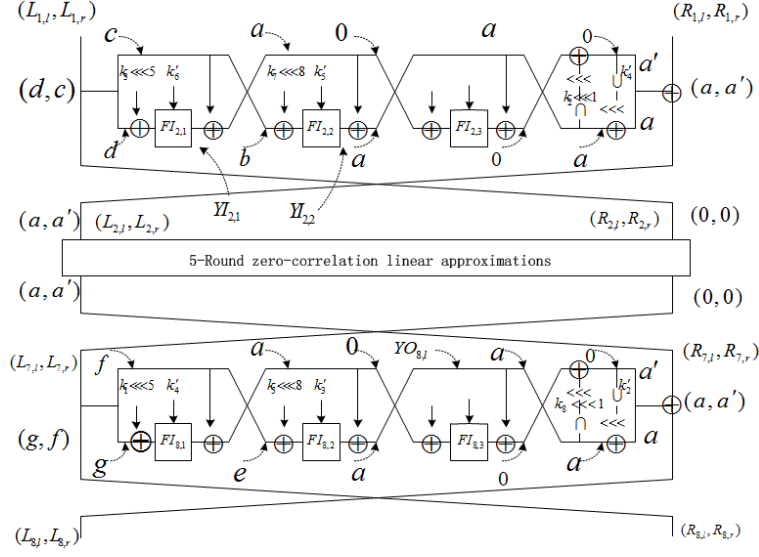 (L₁,ₗ, L₁,ᵣ) (R₁,ₗ, R₁,ᵣ)
c a 0 a 0
k₈⋘5 k′₆ k₇⋘8 k′₅ <<< k′₄ a′
(d,c) k₂⋘1 ∩ ∪ <<< (a,a′)
FI₂,₁ FI₂,₂ FI₂,₃ a
d b a 0 a
YI₂,₁ YI₂,₂
(a,a′) (L₂,ₗ, L₂,ᵣ) (R₂,ₗ, R₂,ᵣ) (0,0)
5-Round zero-correlation linear approximations
(a,a′) (0,0)
(L₇,ₗ, L₇,ᵣ) f a 0 YO₈,ₗ a 0 (R₇,ₗ, R₇,ᵣ)
k₁⋘5 k′₄ k₅⋘8 k′₄ <<< k′₂ a′
k₈⋘1 ∩ ∪ <<< (a,a′)
(g,f) FI₈,₁ FI₈,₂ FI₈,₃ a
g e a 0 a
(L₈,ₗ, L₈,ᵣ) (R₈,ₗ, R₈,ᵣ)